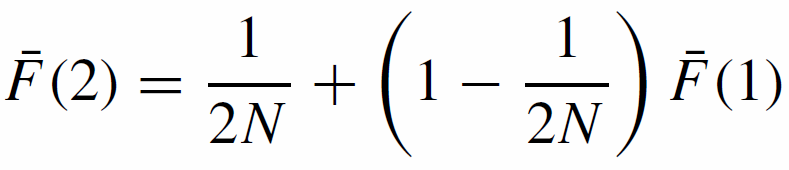 F̄(2) = 1/2N + (1 − 1/2N) F̄(1)